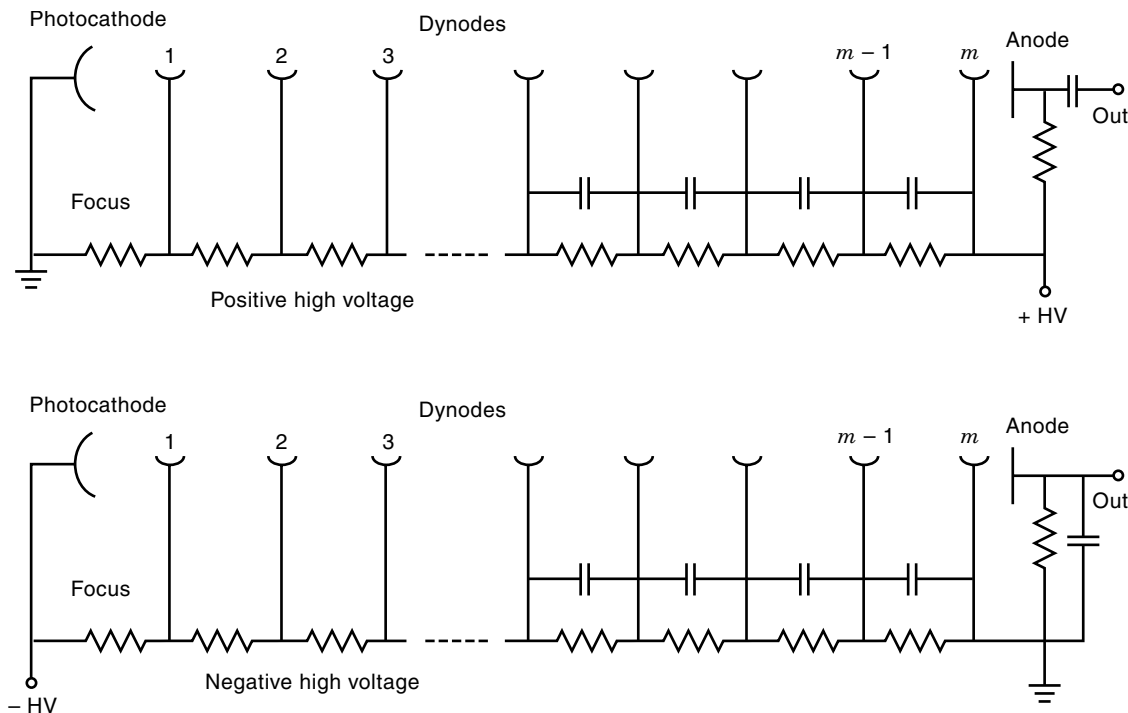 Photocathode
Dynodes
1
2
3
m – 1
m
Anode
Out
Focus
Positive high voltage
+ HV
Photocathode
Dynodes
1
2
3
m – 1
m
Anode
Out
Focus
Negative high voltage
– HV